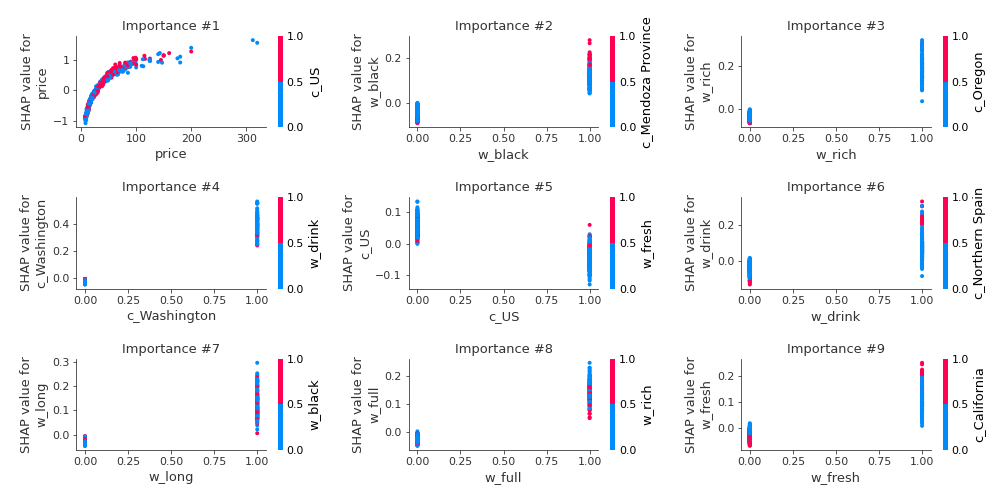 Importance #1
SHAP value for
price
1
0
−1
0
100
200
300
price
1.0
0.5
0.0
c_US
Importance #2
SHAP value for
w_black
0.2
0.0
0.00
0.25
0.50
0.75
1.00
w_black
1.0
0.5
0.0
c_Mendoza Province
Importance #3
SHAP value for
w_rich
0.2
0.0
0.00
0.25
0.50
0.75
1.00
w_rich
1.0
0.5
0.0
c_Oregon
Importance #4
SHAP value for
c_Washington
0.4
0.2
0.0
0.00
0.25
0.50
0.75
1.00
c_Washington
1.0
0.5
0.0
w_drink
Importance #5
SHAP value for
c_US
0.1
0.0
−0.1
0.00
0.25
0.50
0.75
1.00
c_US
1.0
0.5
0.0
w_fresh
Importance #6
SHAP value for
w_drink
0.2
0.0
0.00
0.25
0.50
0.75
1.00
w_drink
1.0
0.5
0.0
c_Northern Spain
Importance #7
SHAP value for
w_long
0.3
0.2
0.1
0.0
0.00
0.25
0.50
0.75
1.00
w_long
1.0
0.5
0.0
w_black
Importance #8
SHAP value for
w_full
0.2
0.1
0.0
0.00
0.25
0.50
0.75
1.00
w_full
1.0
0.5
0.0
w_rich
Importance #9
SHAP value for
w_fresh
0.2
0.0
0.00
0.25
0.50
0.75
1.00
w_fresh
1.0
0.5
0.0
c_California